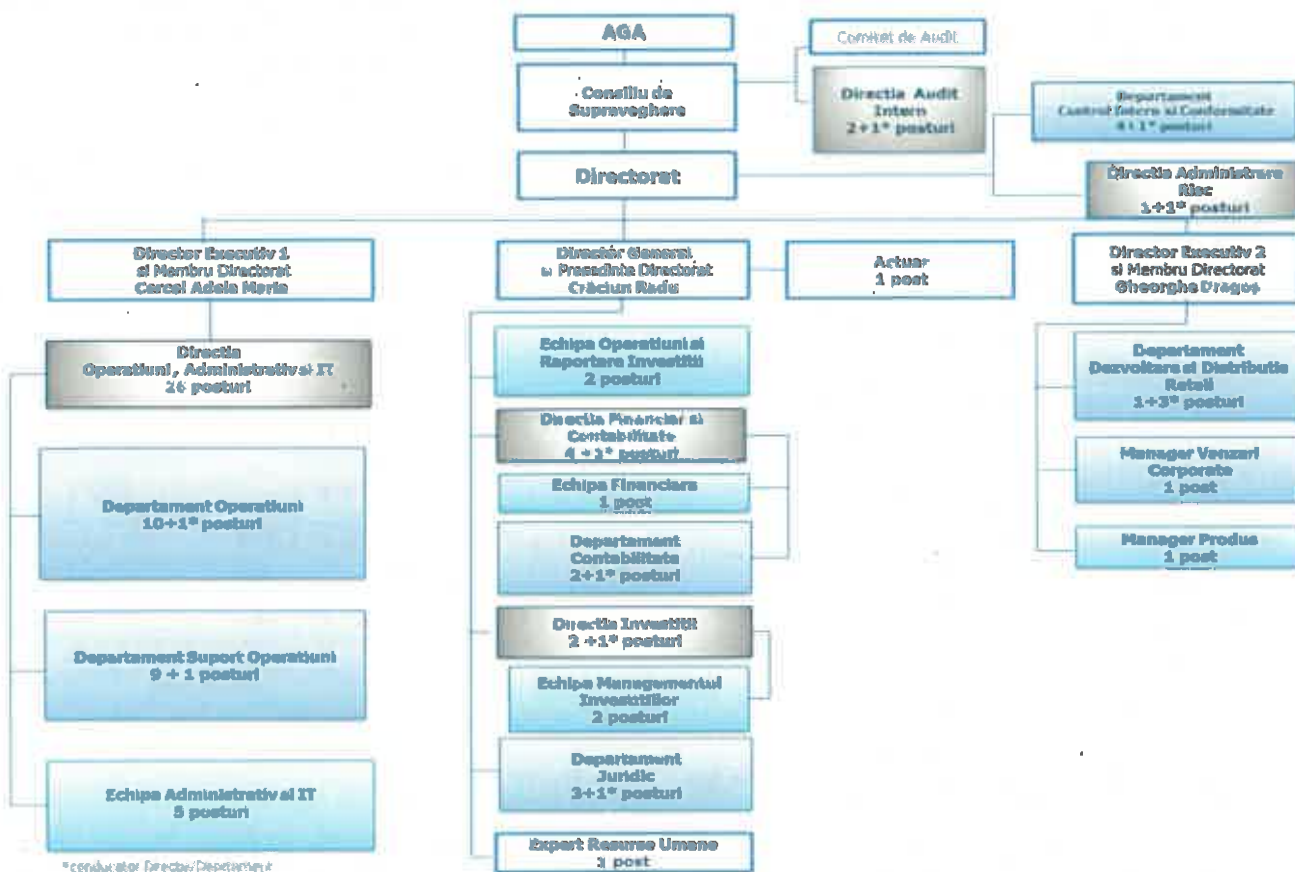 AGA
Comitet de Audit
Consiliu de
Supraveghere
Directia Audit
Intern
2+1* posturi
Departament
Control Intern si Conformitate
4+1* posturi
Directorat
Directia Administrare
Risc
1+1* posturi
Director Executiv 1
si Membru Directorat
Cercel Adela Maria
Director General
si Presedinte Directorat
Crăciun Radu
Actuar
1 post
Director Executiv 2
si Membru Directorat
Gheorghe Dragoș
Directia
Operatiuni, Administrativ si IT
26 posturi
Departament Operatiuni
10+1* posturi
Departament Suport Operatiuni
9 + 1 posturi
Echipa Administrativ si IT
5 posturi
*conducator Directie/Departament
Echipa Operatiuni si
Raportare Investitii
2 posturi
Directia Financiar si
Contabilitate
4 +1* posturi
Echipa Financiara
1 post
Departament
Contabilitate
2+1* posturi
Directia Investitii
2 +1* posturi
Echipa Managementul
Investitiilor
2 posturi
Departament
Juridic
3+1* posturi
Expert Resurse Umane
1 post
Departament
Dezvoltare si Distributie
Retail
1+3* posturi
Manager Vanzari
Corporate
1 post
Manager Produs
1 post